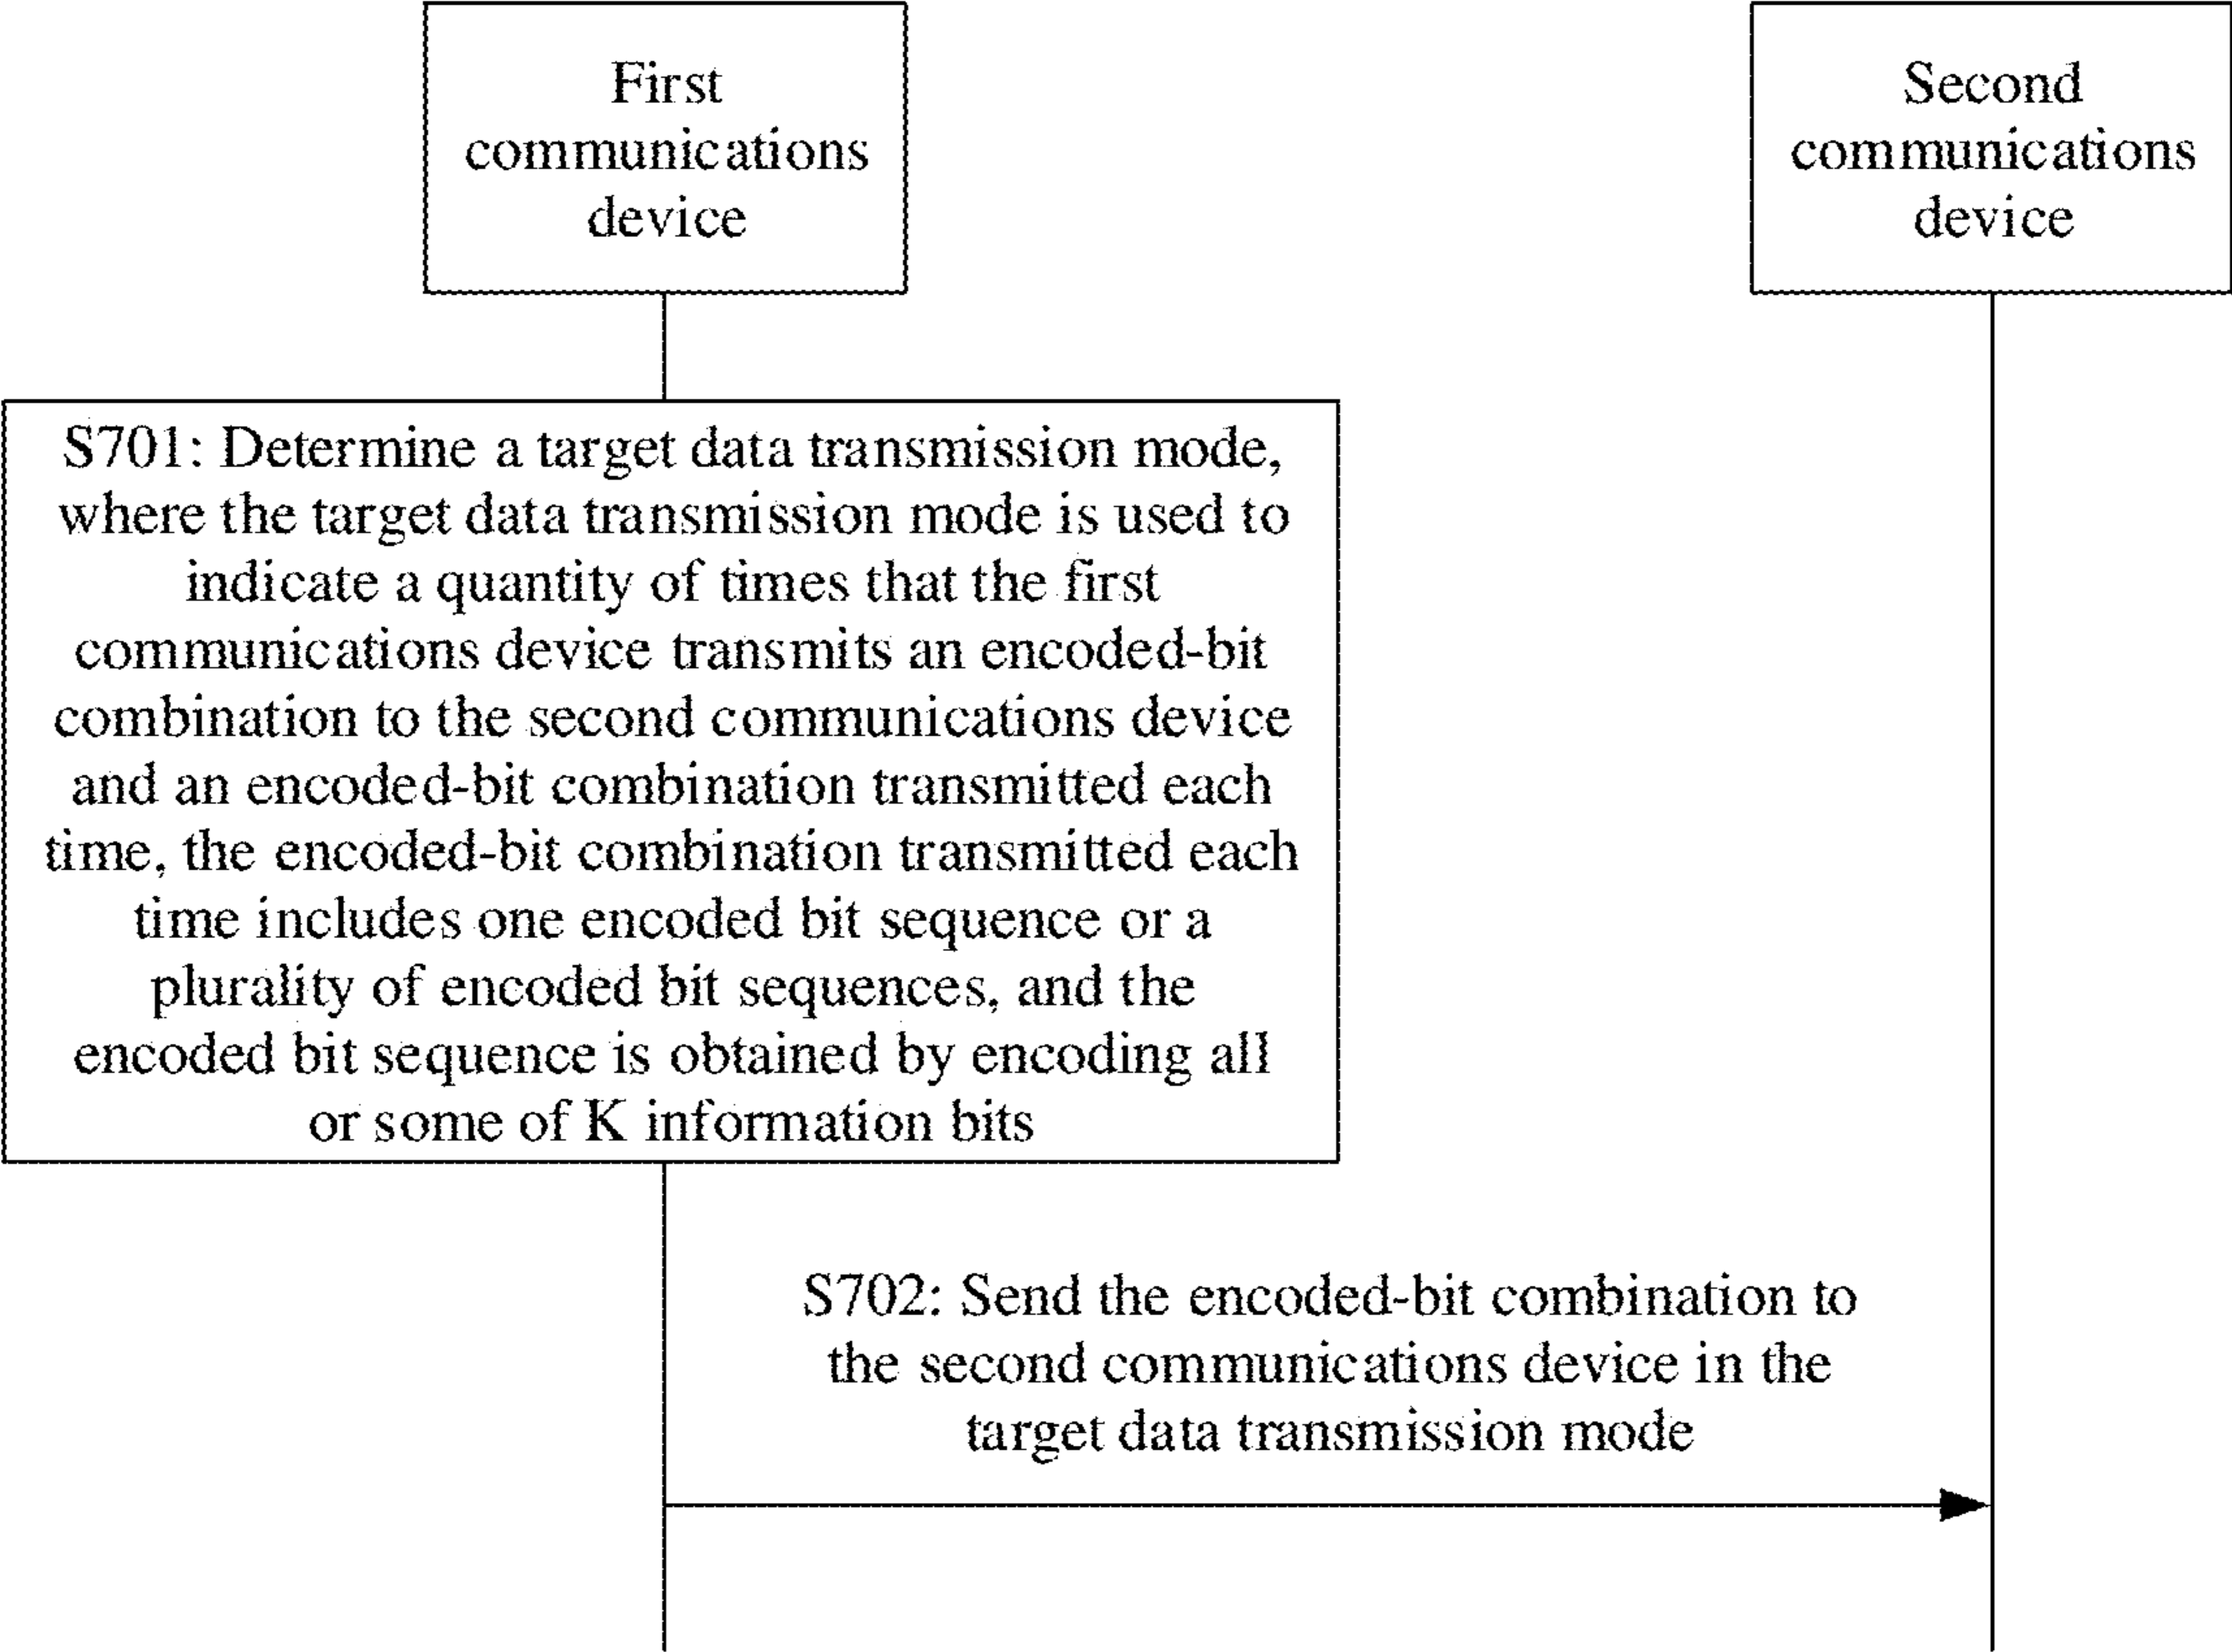 First
communications
device
Second
communications
device
S701: Determine a target data transmission mode,
where the target data transmission mode is used to
indicate a quantity of times that the first
communications device transmits an encoded-bit
combination to the second communications device
and an encoded-bit combination transmitted each
time, the encoded-bit combination transmitted each
time includes one encoded bit sequence or a
plurality of encoded bit sequences, and the
encoded bit sequence is obtained by encoding all
or some of K information bits
S702: Send the encoded-bit combination to
the second communications device in the
target data transmission mode